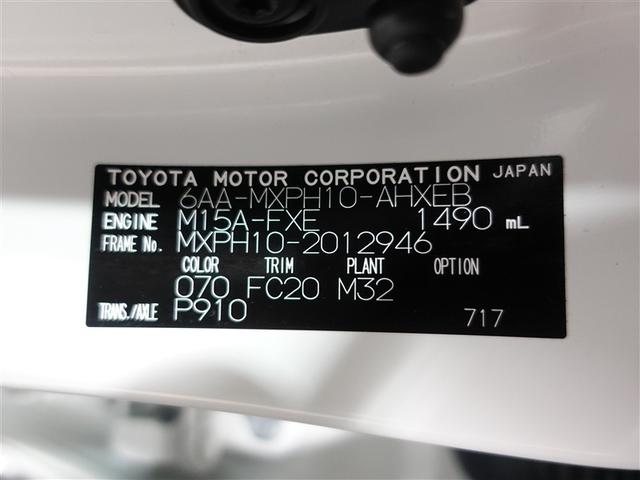 TOYOTA MOTOR CORPORATION JAPAN
MODEL 6AA-MXPH10-AHXEB
ENGINE M15A-FXE 1490 mL
FRAME No. MXPH10-2012946
COLOR TRIM PLANT OPTION
070 FC20 M32
TRANS./AXLE P910 717